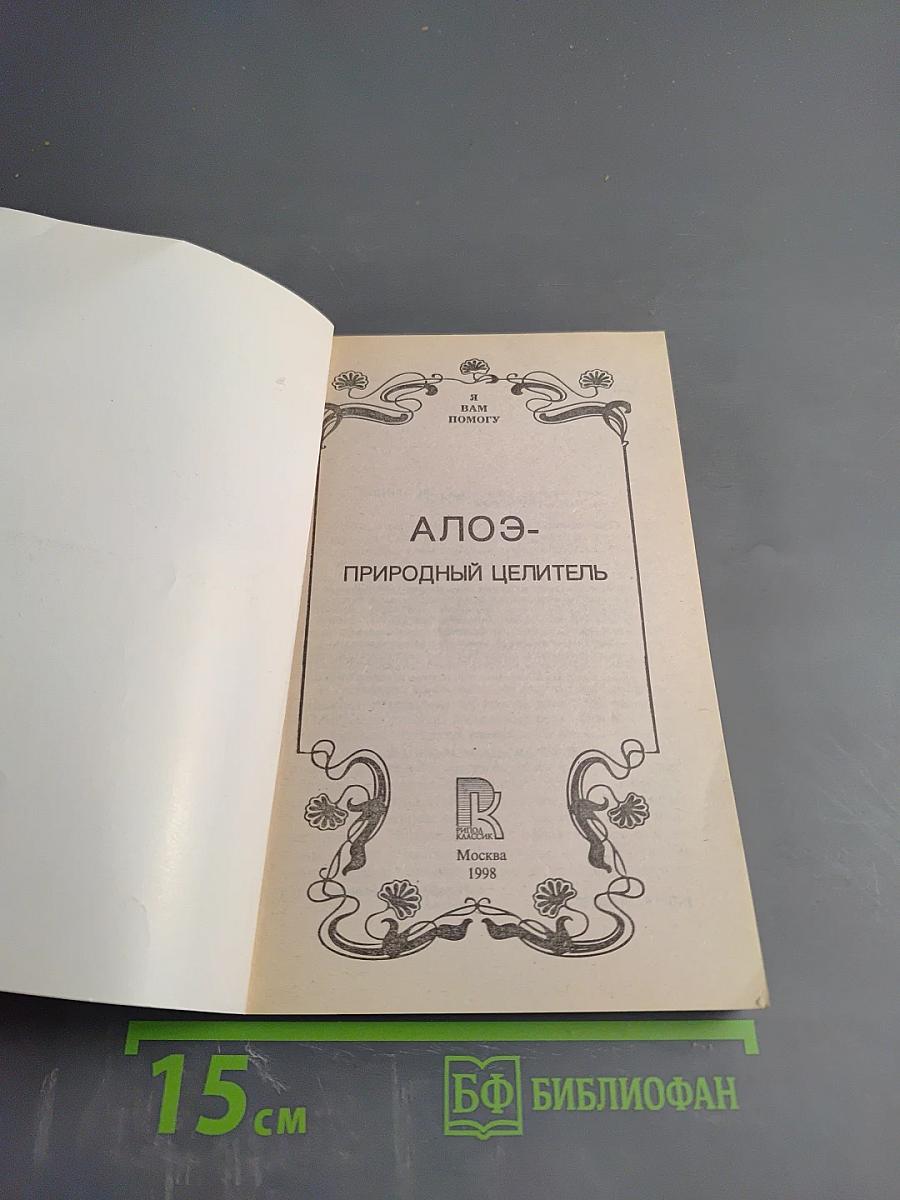 Я
ВАМ
ПОМОГУ
АЛОЭ-
ПРИРОДНЫЙ ЦЕЛИТЕЛЬ
РИПОЛ
КЛАССИК
Москва
1998
15 см
БФ БИБЛИОФАН